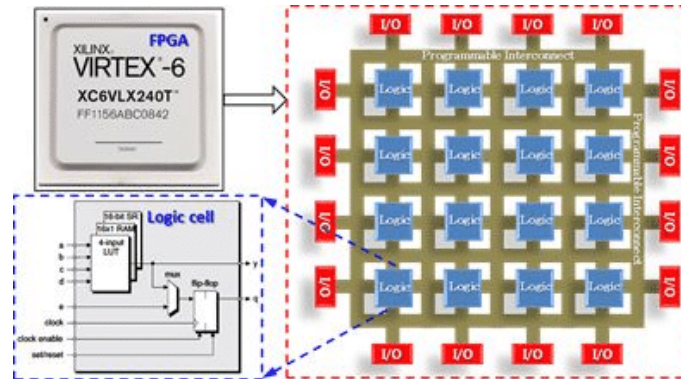 FPGA
XILINX®
VIRTEX®-6
XC6VLX240T™
FF1156ABC0842
I/O I/O I/O I/O
Programmable Interconnect
I/O Logic Logic Logic Logic I/O
I/O Logic Logic Logic Logic I/O
Programmable Interconnect
I/O Logic Logic Logic Logic I/O
I/O Logic Logic Logic Logic I/O
I/O I/O I/O I/O
Logic cell
16-bit SR
16x1 RAM
4-input
LUT
a
b
c
d
y
mux
flip-flop
e
q
clock
clock enable
set/reset